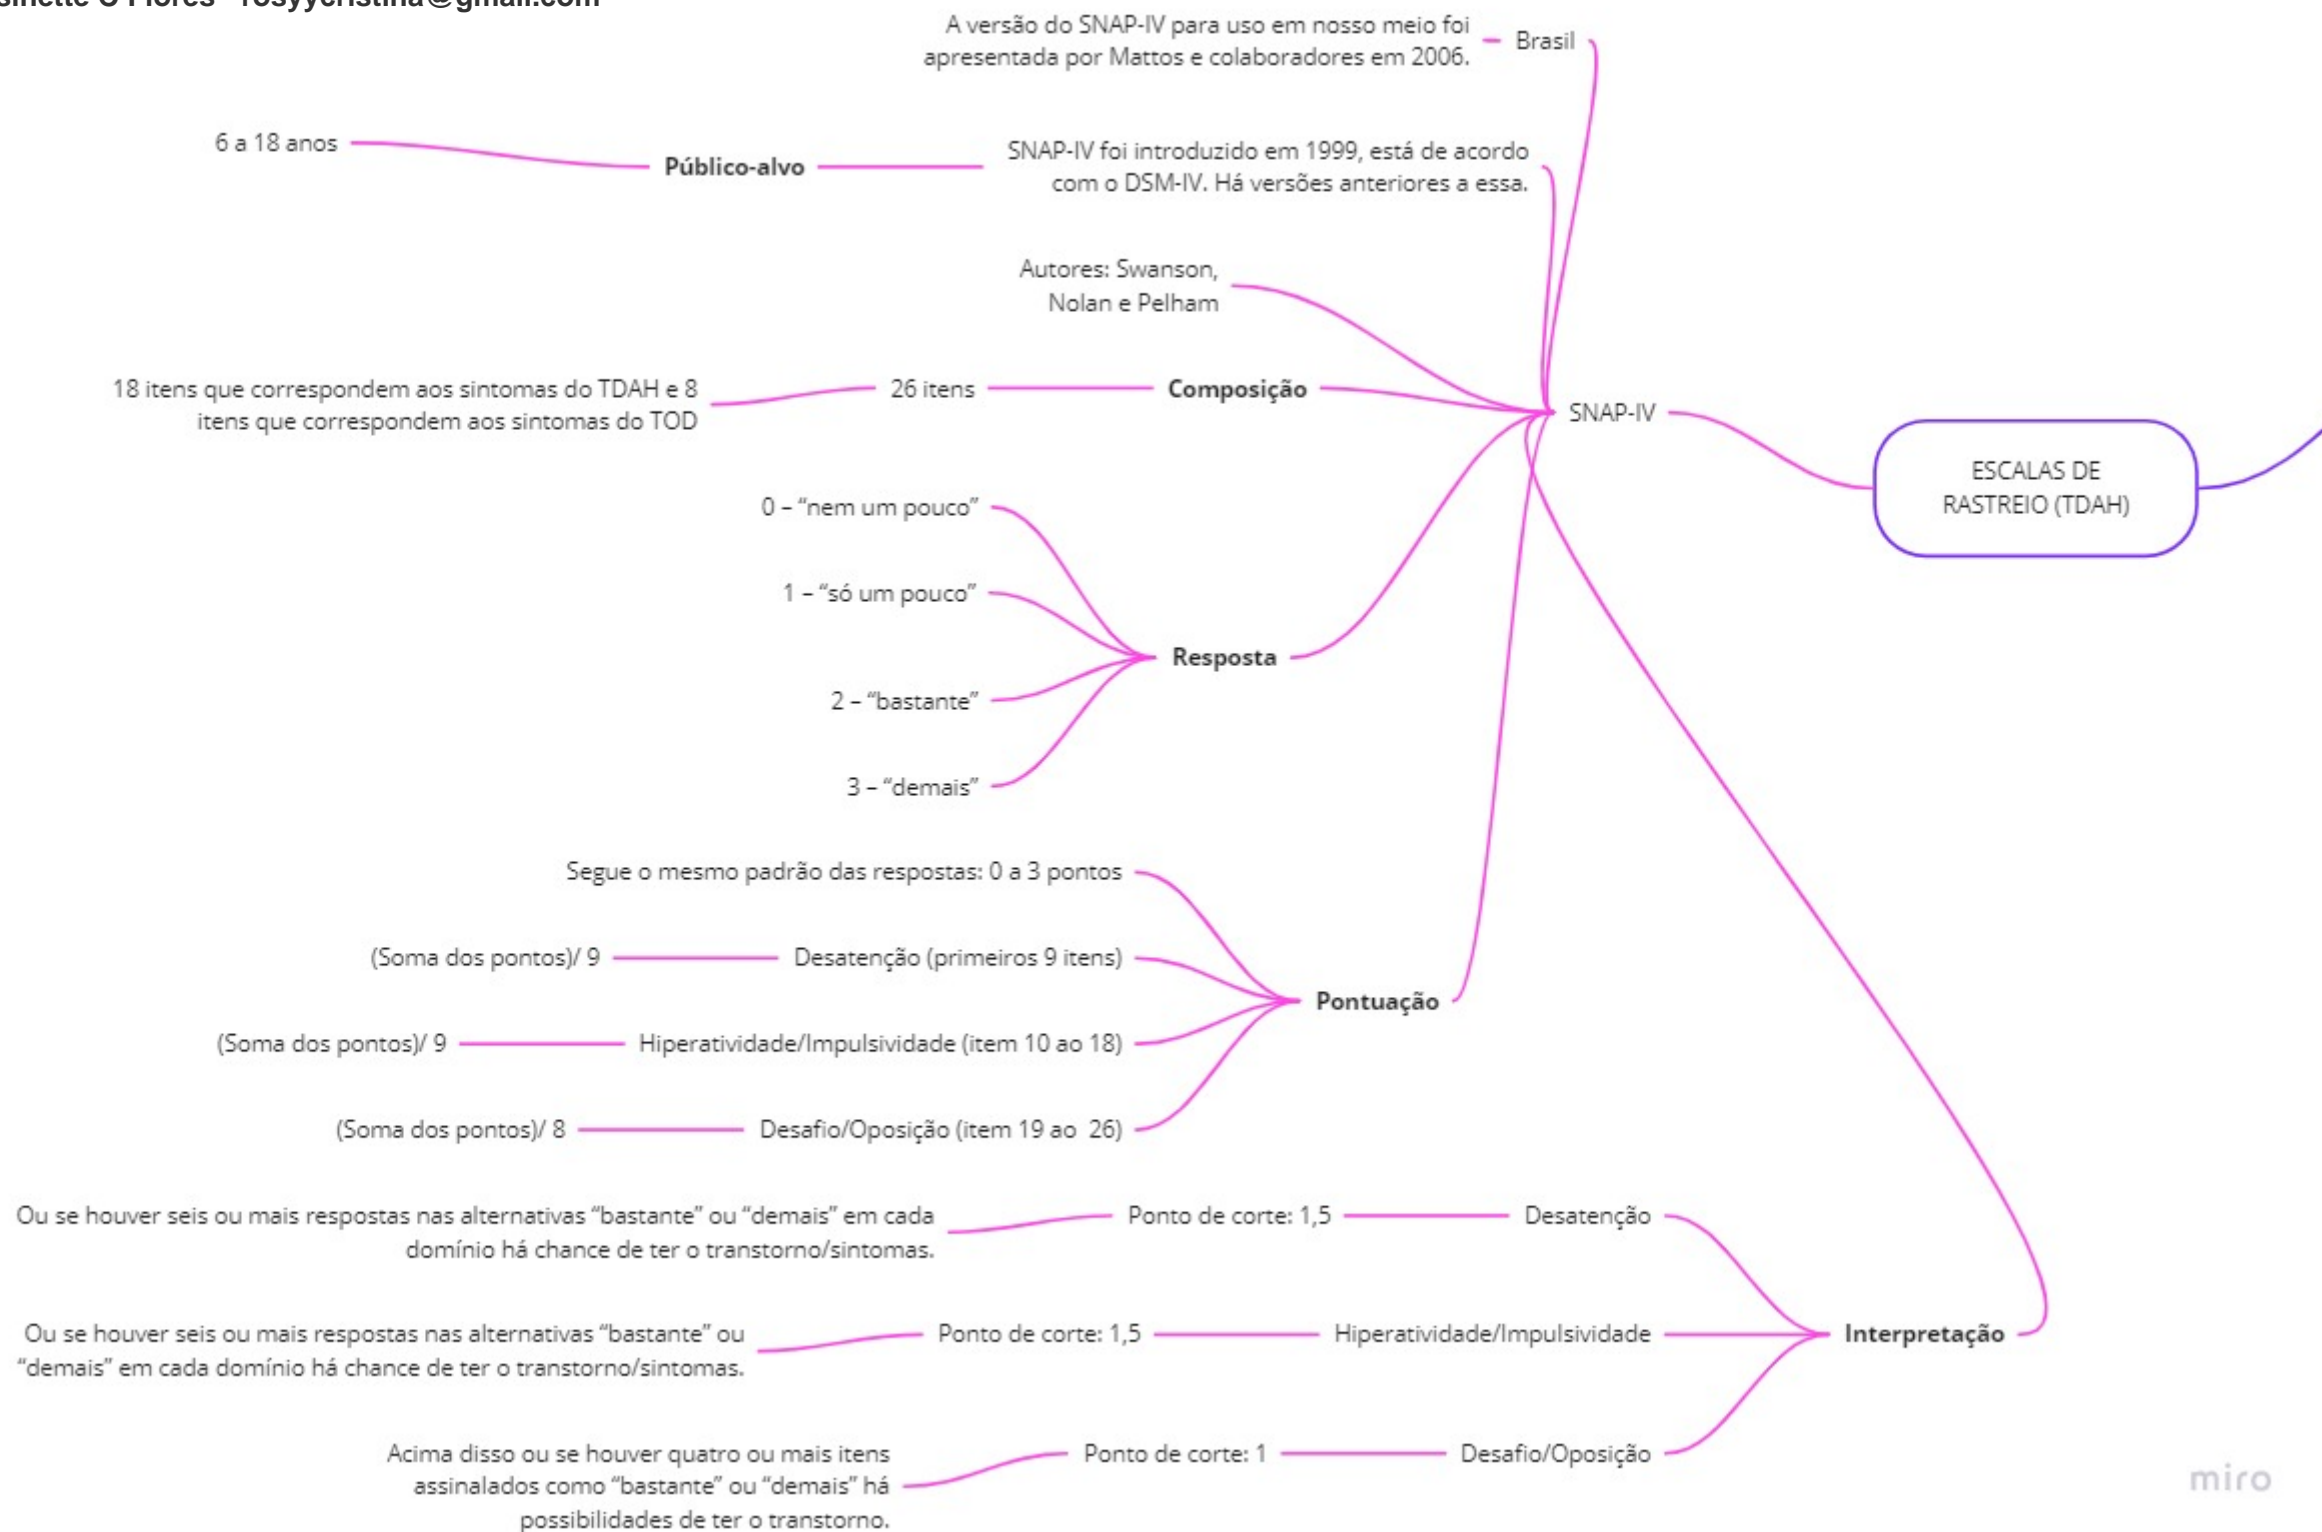 rosyycristina@gmail.com
A versão do SNAP-IV para uso em nosso meio foi
apresentada por Mattos e colaboradores em 2006.
Brasil
6 a 18 anos
Público-alvo
SNAP-IV foi introduzido em 1999, está de acordo
com o DSM-IV. Há versões anteriores a essa.
Autores: Swanson,
Nolan e Pelham
18 itens que correspondem aos sintomas do TDAH e 8
itens que correspondem aos sintomas do TOD
26 itens
Composição
SNAP-IV
ESCALAS DE
RASTREIO (TDAH)
0 – “nem um pouco”
1 – “só um pouco”
2 – “bastante”
3 – “demais”
Resposta
Segue o mesmo padrão das respostas: 0 a 3 pontos
(Soma dos pontos)/ 9
Desatenção (primeiros 9 itens)
(Soma dos pontos)/ 9
Hiperatividade/Impulsividade (item 10 ao 18)
(Soma dos pontos)/ 8
Desafio/Oposição (item 19 ao 26)
Pontuação
Ou se houver seis ou mais respostas nas alternativas “bastante” ou “demais” em cada
domínio há chance de ter o transtorno/sintomas.
Ponto de corte: 1,5
Desatenção
Ou se houver seis ou mais respostas nas alternativas “bastante” ou
“demais” em cada domínio há chance de ter o transtorno/sintomas.
Ponto de corte: 1,5
Hiperatividade/Impulsividade
Interpretação
Acima disso ou se houver quatro ou mais itens
assinalados como “bastante” ou “demais” há
possibilidades de ter o transtorno.
Ponto de corte: 1
Desafio/Oposição
miro